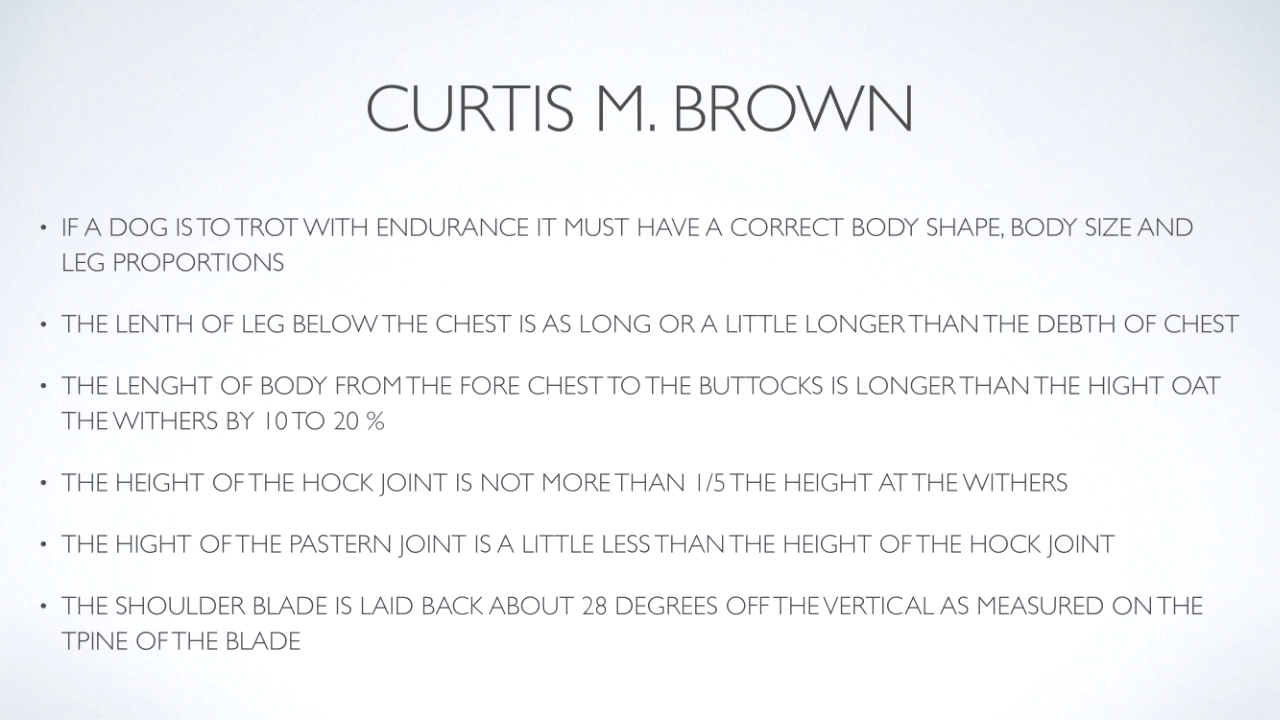 CURTIS M. BROWN
• IF A DOG IS TO TROT WITH ENDURANCE IT MUST HAVE A CORRECT BODY SHAPE, BODY SIZE AND
LEG PROPORTIONS
• THE LENTH OF LEG BELOW THE CHEST IS AS LONG OR A LITTLE LONGER THAN THE DEBTH OF CHEST
• THE LENGHT OF BODY FROM THE FORE CHEST TO THE BUTTOCKS IS LONGER THAN THE HIGHT OAT
THE WITHERS BY 10 TO 20 %
• THE HEIGHT OF THE HOCK JOINT IS NOT MORE THAN 1/5 THE HEIGHT AT THE WITHERS
• THE HIGHT OF THE PASTERN JOINT IS A LITTLE LESS THAN THE HEIGHT OF THE HOCK JOINT
• THE SHOULDER BLADE IS LAID BACK ABOUT 28 DEGREES OFF THE VERTICAL AS MEASURED ON THE
TPINE OF THE BLADE